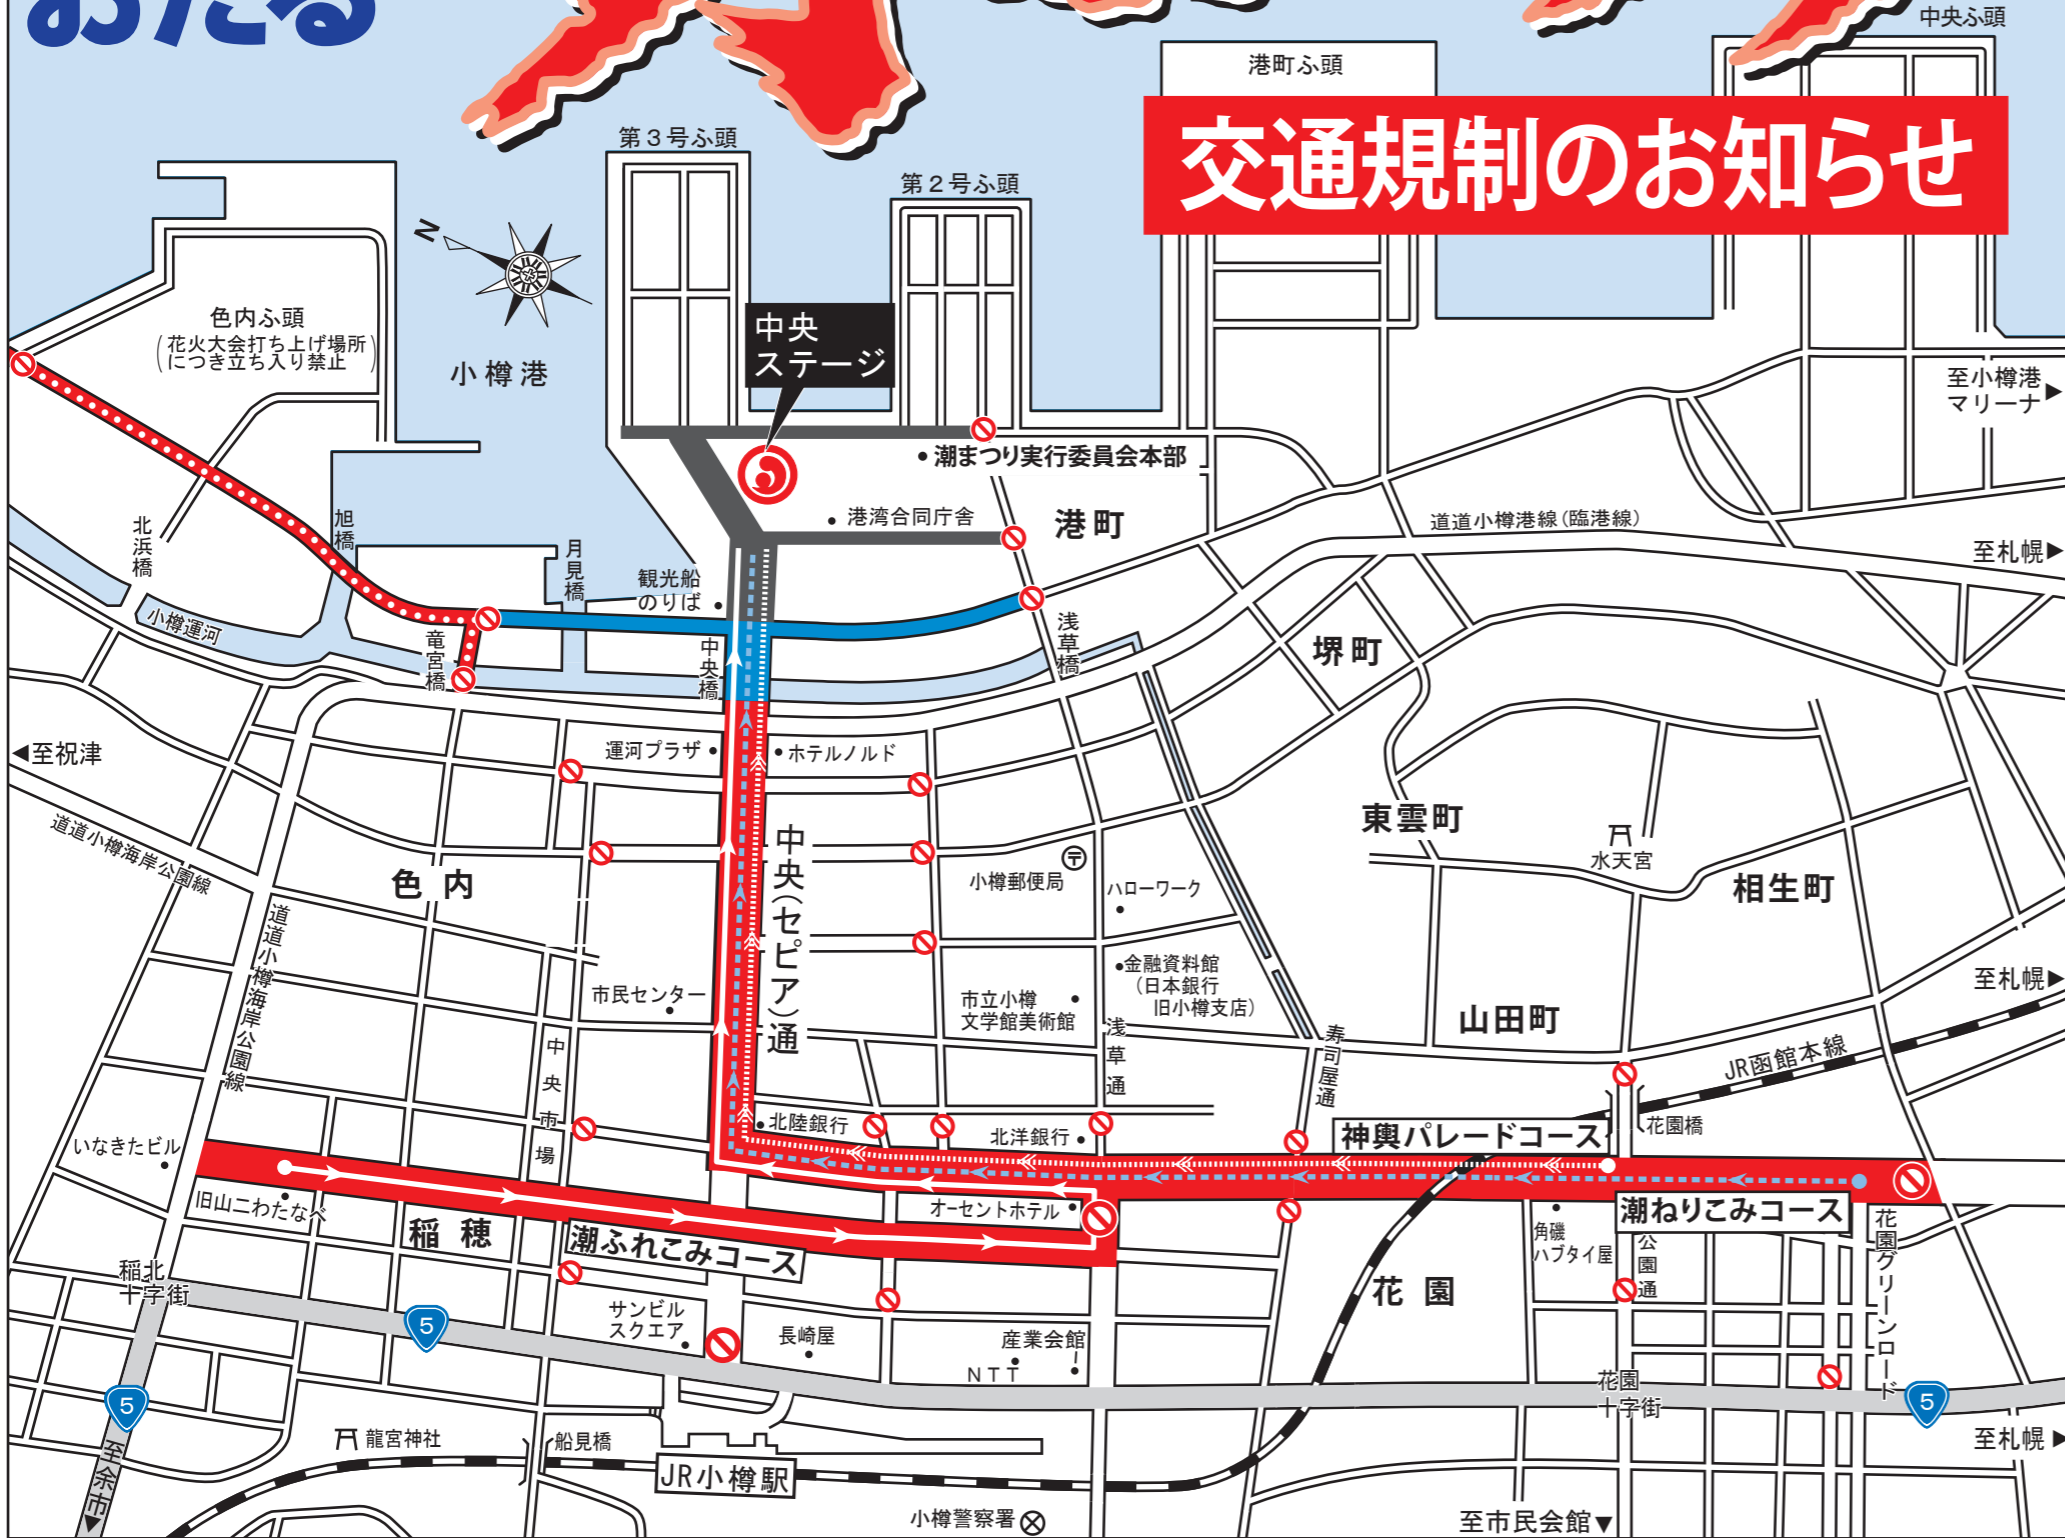 おたる
中央ふ頭
港町ふ頭
交通規制のお知らせ
第3号ふ頭
第2号ふ頭
N
色内ふ頭
(花火大会打ち上げ場所
につき立ち入り禁止)
小樽港
中央
ステージ
至小樽港
マリーナ▶
潮まつり実行委員会本部
港湾合同庁舎
港町
道道小樽港線(臨港線)
至札幌▶
北浜橋
旭橋
月見橋
観光船
のりば
小樽運河
竜宮橋
中央橋
浅草橋
堺町
◀至祝津
運河プラザ
ホテルノルド
道道小樽海岸公園線
色内
中央(セピア)通
小樽郵便局
〒
ハローワーク
東雲町
水天宮
相生町
道道小樽海岸公園線
市民センター
金融資料館
(日本銀行
旧小樽支店)
市立小樽
文学館美術館
浅草通
寿司屋通
山田町
至札幌▶
JR函館本線
中央市場
北陸銀行
北洋銀行
神輿パレードコース
花園橋
いなきたビル
旧山二わたなべ
稲穂
潮ふれこみコース
オーセントホテル
潮ねりこみコース
角磯
ハブタイ屋
公園通
花園グリーンロード
稲北
十字街
5
サンビル
スクエア
長崎屋
産業会館
NTT
花園
花園
十字街
5
5
至余市▶
龍宮神社
船見橋
JR小樽駅
至札幌▶
小樽警察署
至市民会館▼